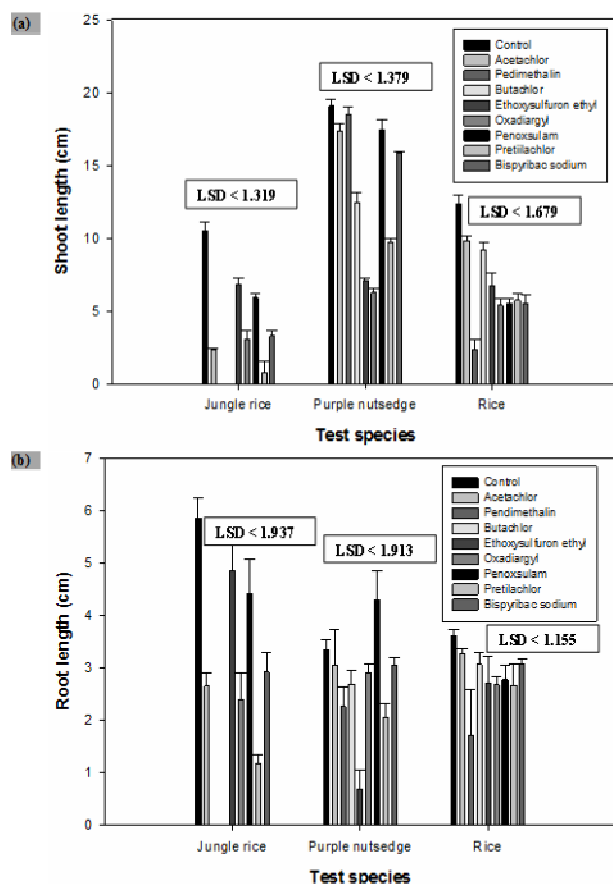 (a)
25
20
15
10
5
0
Shoot length (cm)
LSD < 1.319
LSD < 1.379
LSD < 1.679
Control
Acetachlor
Pedimethalin
Butachlor
Ethoxysulfuron ethyl
Oxadiargyl
Penoxsulam
Pretilachlor
Bispyribac sodium
Jungle rice
Purple nutsedge
Rice
Test species
(b)
7
6
5
4
3
2
1
0
Root length (cm)
LSD < 1.937
LSD < 1.913
LSD < 1.155
Control
Acetachlor
Pendimethalin
Butachlor
Ethoxysulfuron ethyl
Oxadiargyl
Penoxsulam
Pretilachlor
Bispyribac sodium
Jungle rice
Purple nutsedge
Rice
Test species